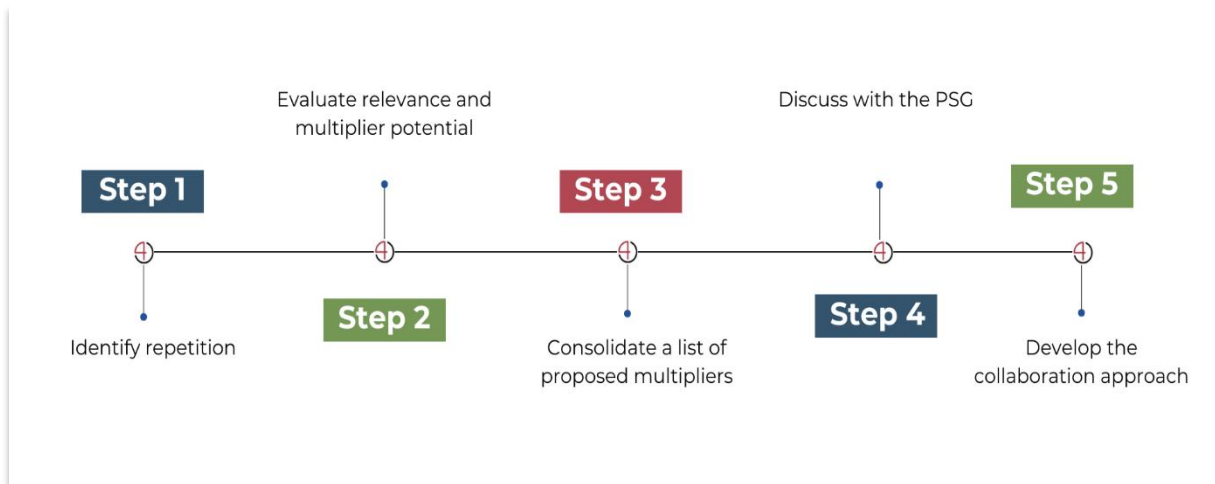 Evaluate relevance and
multiplier potential
Discuss with the PSG
Step 1
Step 3
Step 5
Step 2
Step 4
Identify repetition
Consolidate a list of
proposed multipliers
Develop the
collaboration approach